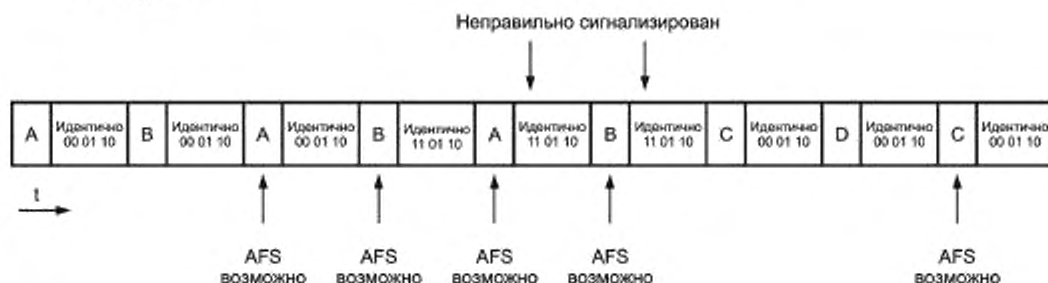 Неправильно сигнализирован
A Идентично 00 01 10 B Идентично 00 01 10 A Идентично 00 01 10 B Идентично 11 01 10 A Идентично 11 01 10 B Идентично 11 01 10 C Идентично 00 01 10 D Идентично 00 01 10 C Идентично 00 01 10
t
AFS возможно
AFS возможно
AFS возможно
AFS возможно
AFS возможно